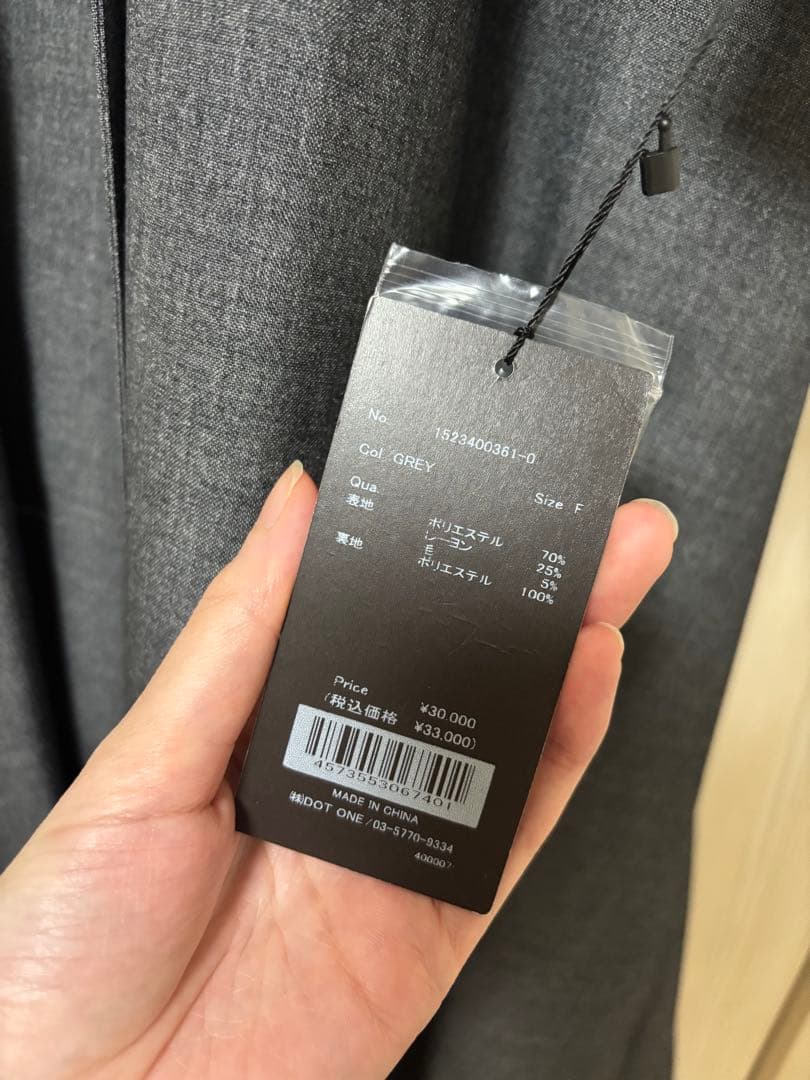 No 1523400361-0
Col GREY Size F
Qua.
表地 ポリエステル 70%
レーヨン 25%
毛 5%
裏地 ポリエステル 100%
Price ¥30,000
(税込価格 ¥33,000)
4573553067401
MADE IN CHINA
㈱DOT ONE/03-5770-9334
400007